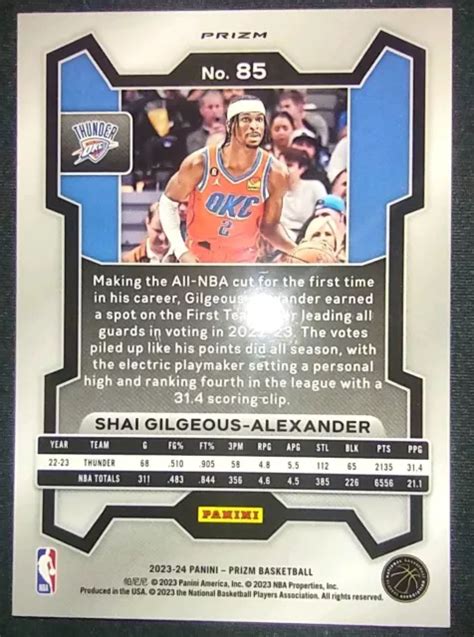 PRIZM
No. 85
THUNDER
OKC
OKC
2
Making the All-NBA cut for the first time
in his career, Gilgeous-Alexander earned
a spot on the First Team after leading all
guards in voting in 2022-23. The votes
piled up like his points did all season, with
the electric playmaker setting a personal
high and ranking fourth in the league with a
31.4 scoring clip.
SHAI GILGEOUS-ALEXANDER
YEAR TEAM G FG% FT% 3PM RPG APG STL BLK PTS PPG
22-23 THUNDER 68 .510 .905 58 4.8 5.5 112 65 2135 31.4
NBA TOTALS 311 .483 .844 356 4.6 4.5 385 226 6556 21.1
PANINI
2023-24 PANINI – PRIZM BASKETBALL
帕尼尼 © 2023 Panini America, Inc. © 2023 NBA Properties, Inc.
Produced in the USA. © 2023 the National Basketball Players Association. All rights reserved.
NBA